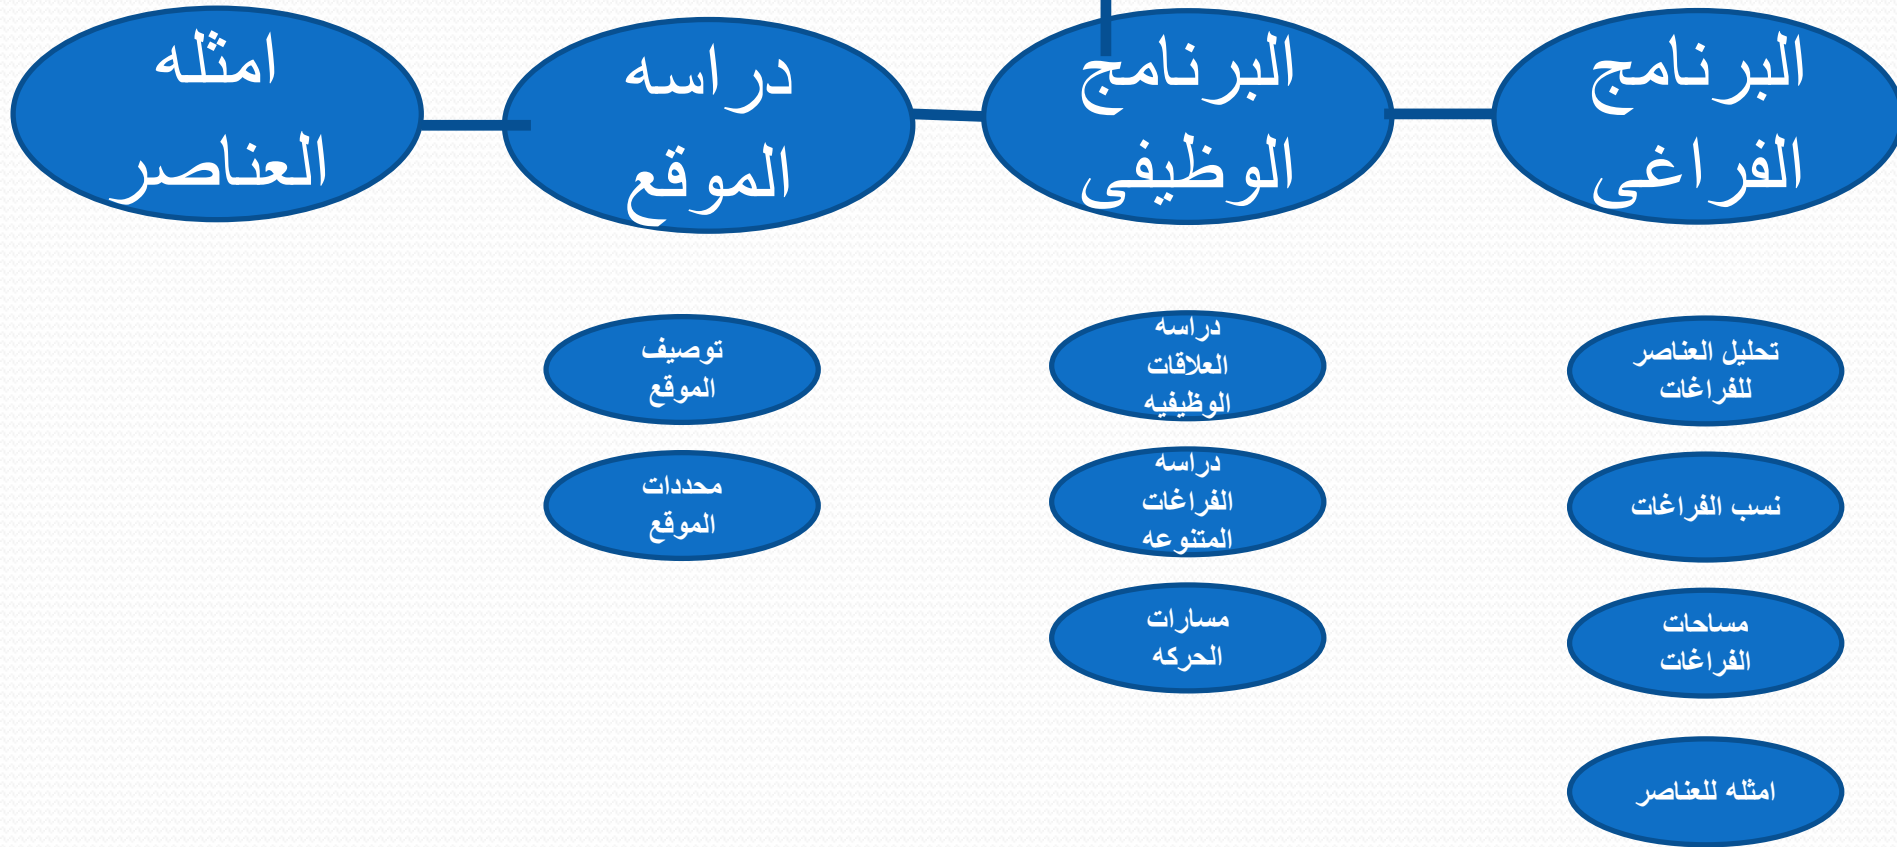 البرنامج
الفراغى
البرنامج
الوظيفى
دراسه
الموقع
امثله
العناصر
تحليل العناصر
للفراغات
نسب الفراغات
مساحات
الفراغات
امثله للعناصر
دراسه
العلاقات
الوظيفيه
دراسه
الفراغات
المتنوعه
مسارات
الحركه
توصيف
الموقع
محددات
الموقع